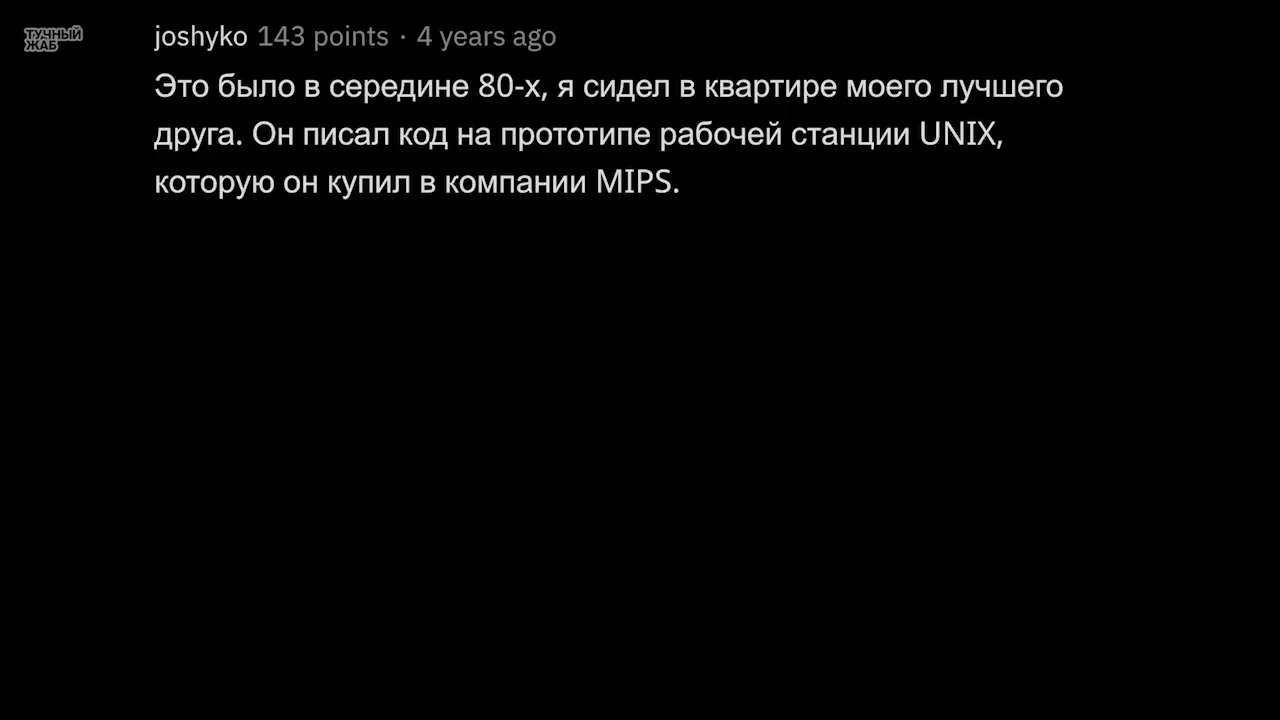 ТУЧНЫЙ
ЖАБ
joshyko 143 points · 4 years ago
Это было в середине 80-х, я сидел в квартире моего лучшего
друга. Он писал код на прототипе рабочей станции UNIX,
которую он купил в компании MIPS.